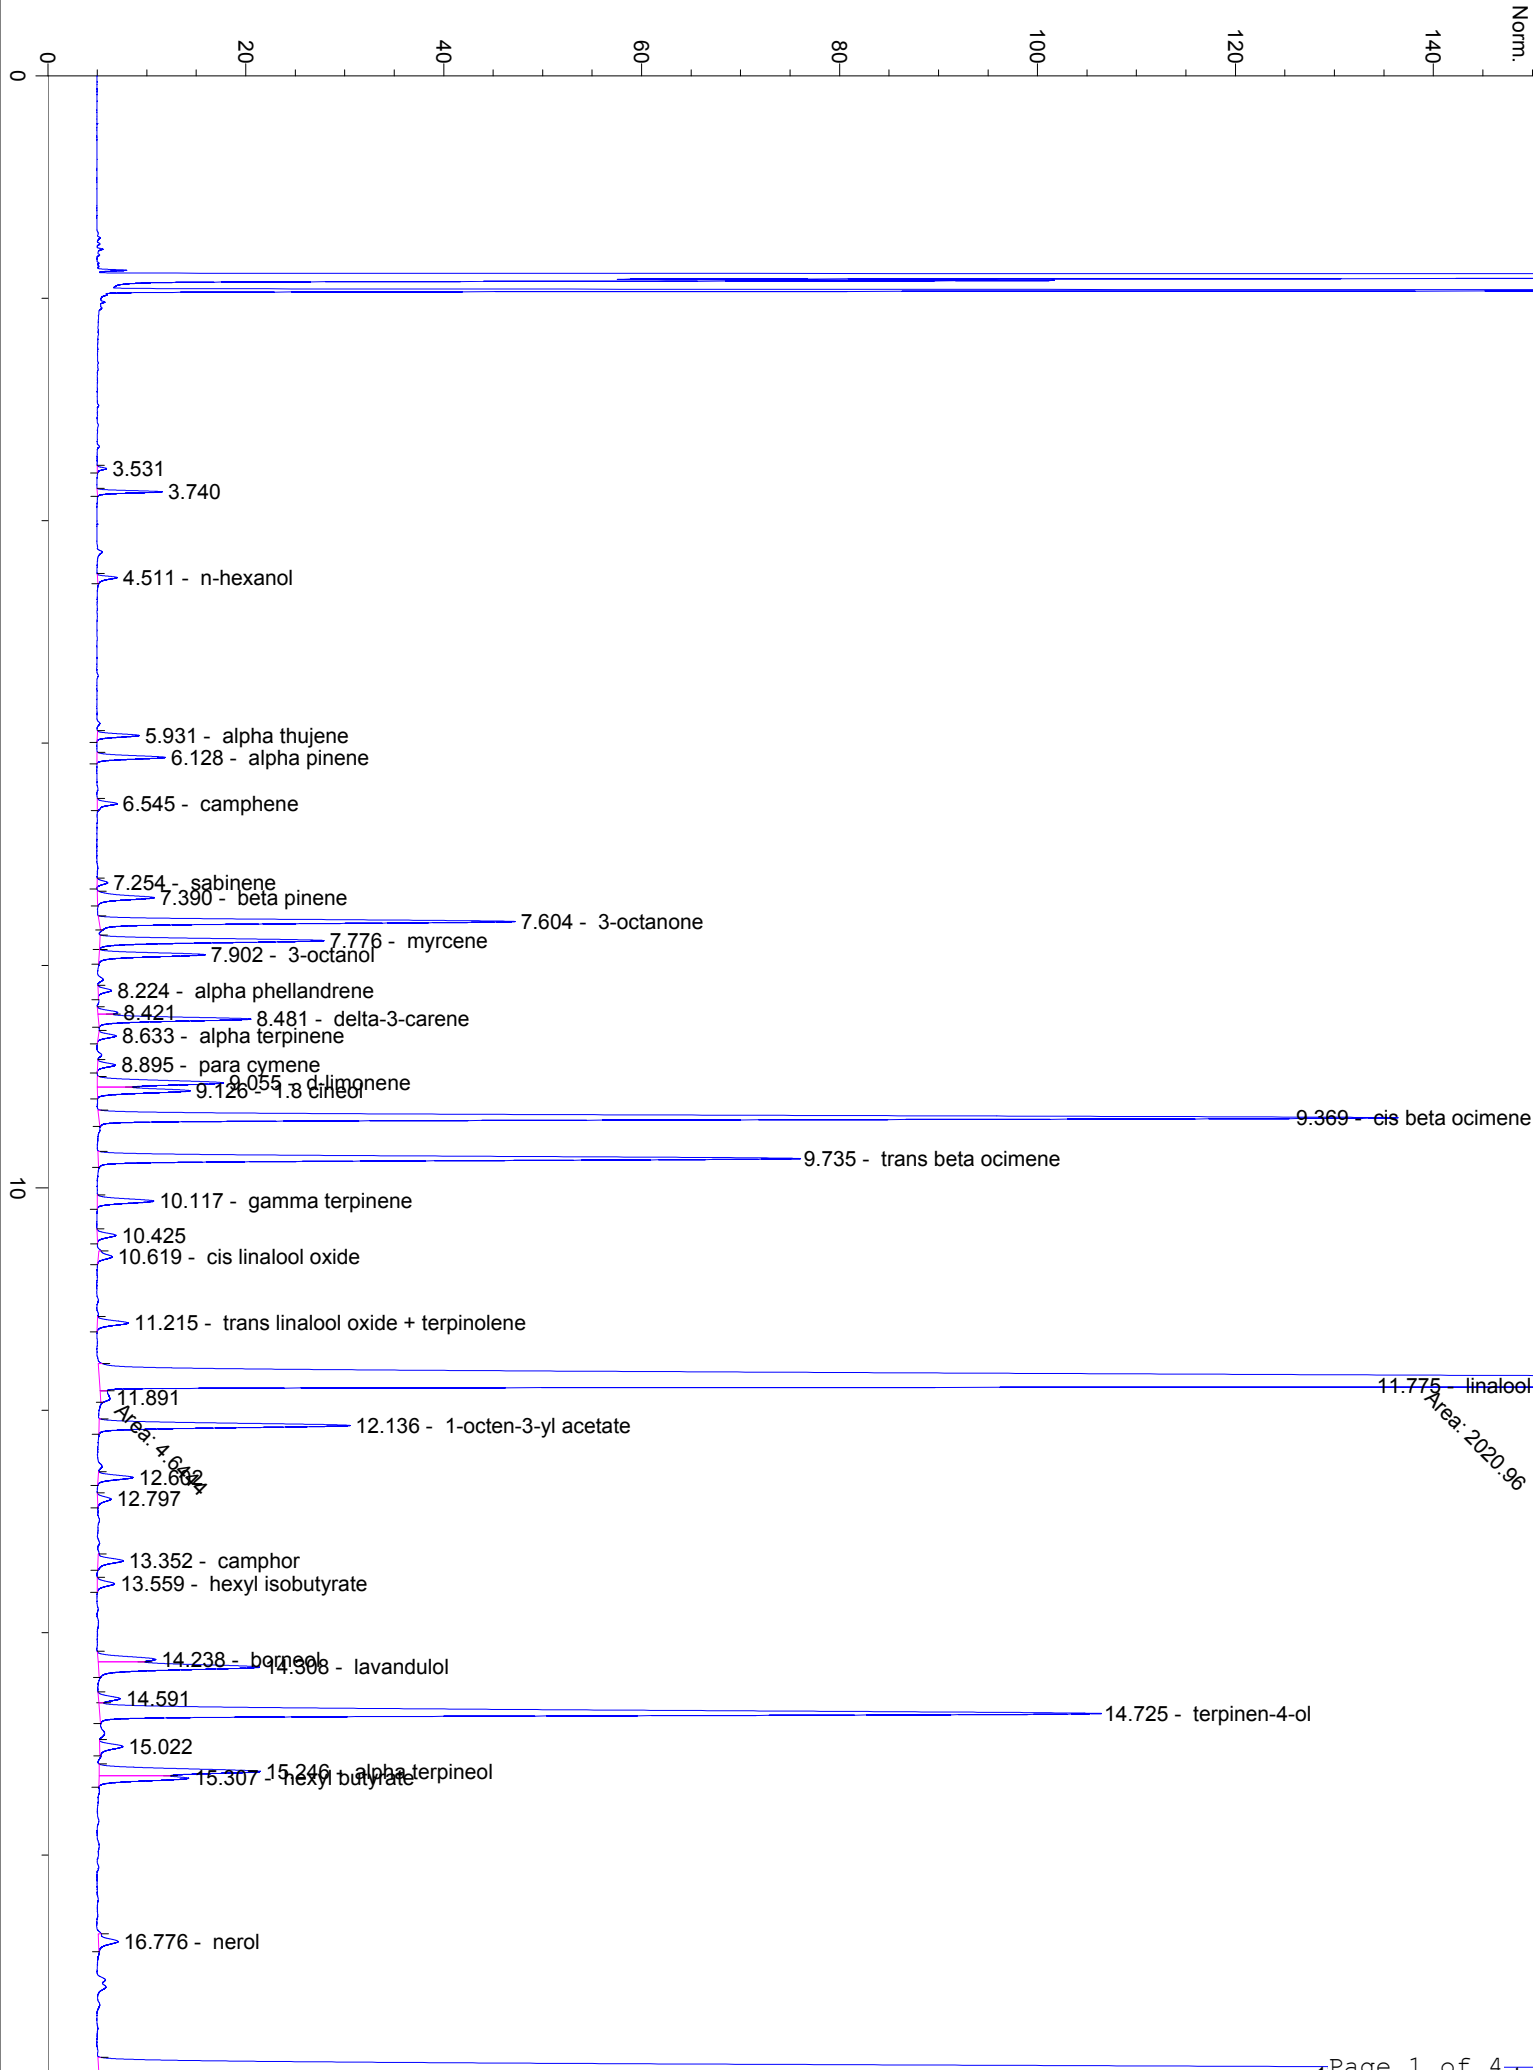 Norm.
0
20
40
60
80
100
120
140
0
3.531
3.740
4.511 - n-hexanol
5.931 - alpha thujene
6.128 - alpha pinene
6.545 - camphene
7.254 - sabinene
7.390 - beta pinene
7.604 - 3-octanone
7.776 - myrcene
7.902 - 3-octanol
8.224 - alpha phellandrene
8.421
8.481 - delta-3-carene
8.633 - alpha terpinene
8.895 - para cymene
9.055 - d-limonene
9.126 - 1.8 cineol
9.369 - cis beta ocimene
9.735 - trans beta ocimene
10
10.117 - gamma terpinene
10.425
10.619 - cis linalool oxide
11.215 - trans linalool oxide + terpinolene
11.775 - linalool
Area: 2020.96
11.891
Area: 4.6444
12.136 - 1-octen-3-yl acetate
12.602
12.797
13.352 - camphor
13.559 - hexyl isobutyrate
14.238 - borneol
14.308 - lavandulol
14.591
14.725 - terpinen-4-ol
15.022
15.246 - alpha terpineol
15.307 - hexyl butyrate
16.776 - nerol
Page 1 of 4